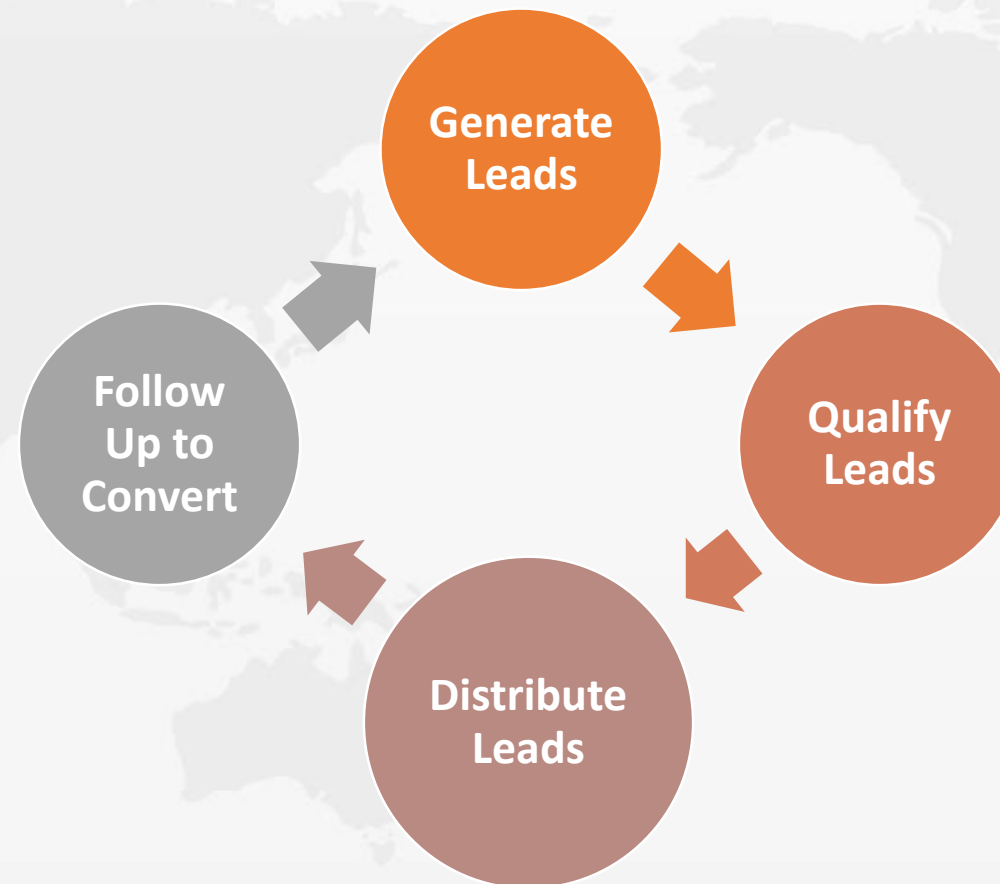 Generate
Leads
Qualify
Leads
Distribute
Leads
Follow
Up to
Convert